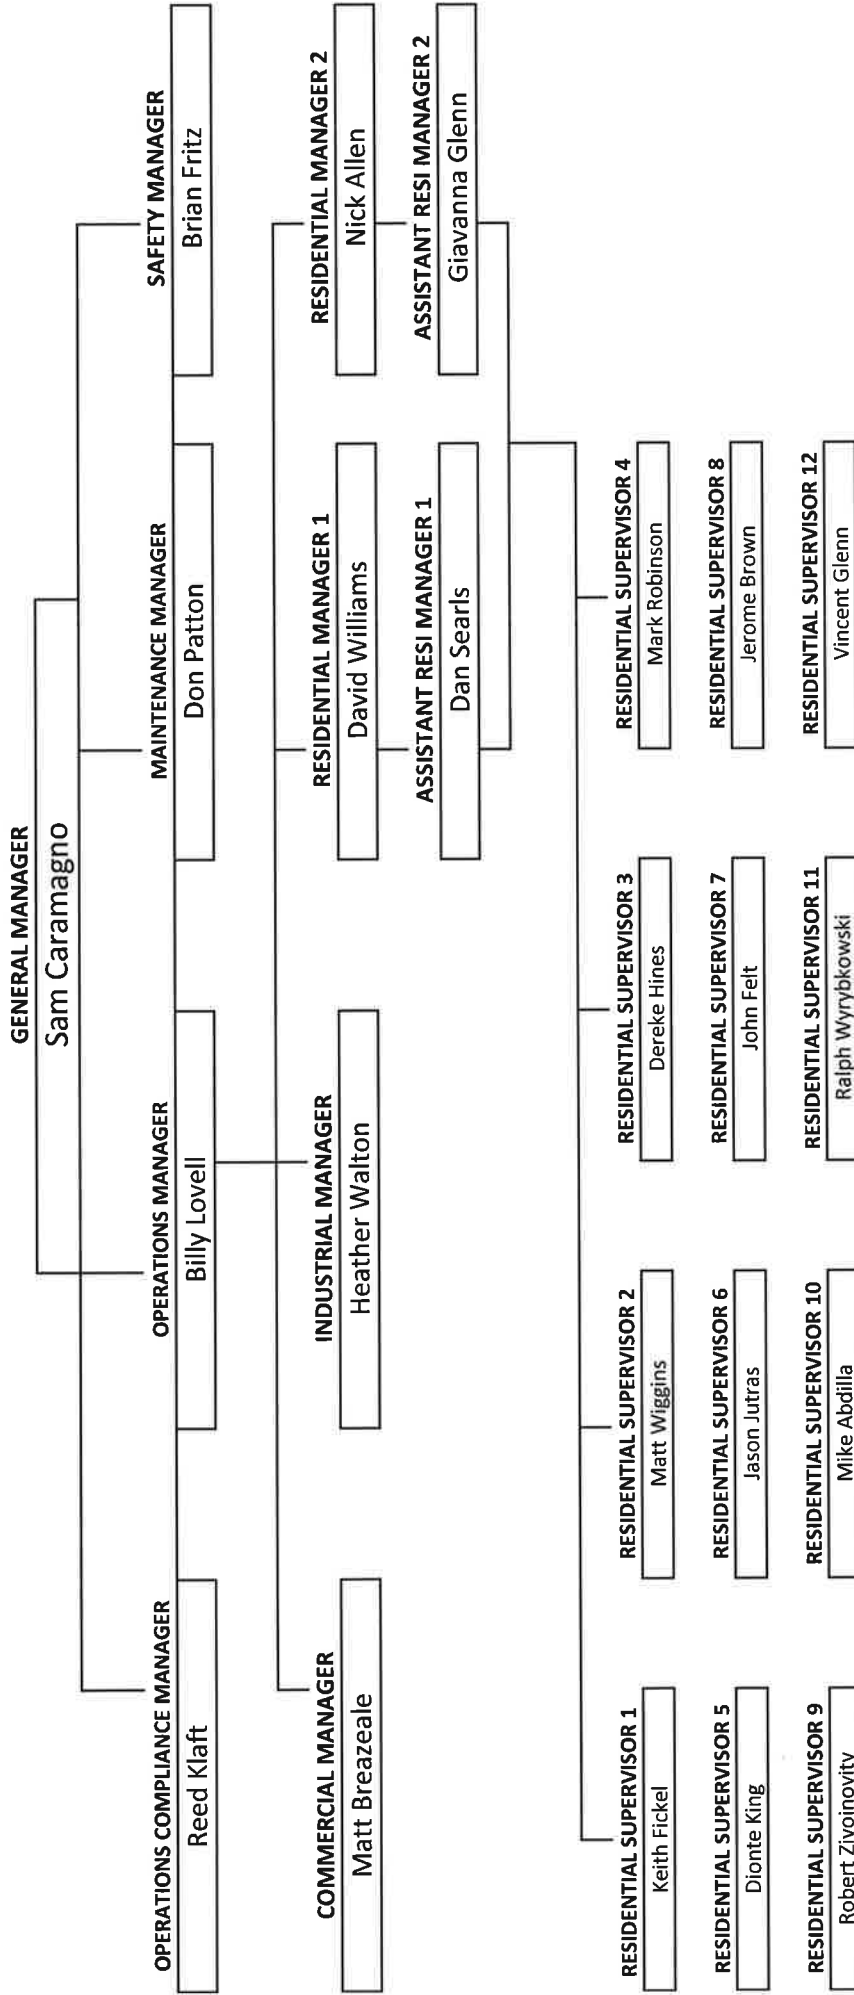 GENERAL MANAGER
Sam Caramagno
OPERATIONS COMPLIANCE MANAGER
Reed Klaft
OPERATIONS MANAGER
Billy Lovell
MAINTENANCE MANAGER
Don Patton
SAFETY MANAGER
Brian Fritz
COMMERCIAL MANAGER
Matt Breazeale
INDUSTRIAL MANAGER
Heather Walton
RESIDENTIAL MANAGER 1
David Williams
RESIDENTIAL MANAGER 2
Nick Allen
ASSISTANT RESI MANAGER 1
Dan Searls
ASSISTANT RESI MANAGER 2
Giavanna Glenn
RESIDENTIAL SUPERVISOR 1
Keith Fickel
RESIDENTIAL SUPERVISOR 2
Matt Wiggins
RESIDENTIAL SUPERVISOR 3
Dereke Hines
RESIDENTIAL SUPERVISOR 4
Mark Robinson
RESIDENTIAL SUPERVISOR 5
Dionte King
RESIDENTIAL SUPERVISOR 6
Jason Jutras
RESIDENTIAL SUPERVISOR 7
John Felt
RESIDENTIAL SUPERVISOR 8
Jerome Brown
RESIDENTIAL SUPERVISOR 9
Robert Zivoinovity
RESIDENTIAL SUPERVISOR 10
Mike Abdilla
RESIDENTIAL SUPERVISOR 11
Ralph Wyrybkowski
RESIDENTIAL SUPERVISOR 12
Vincent Glenn